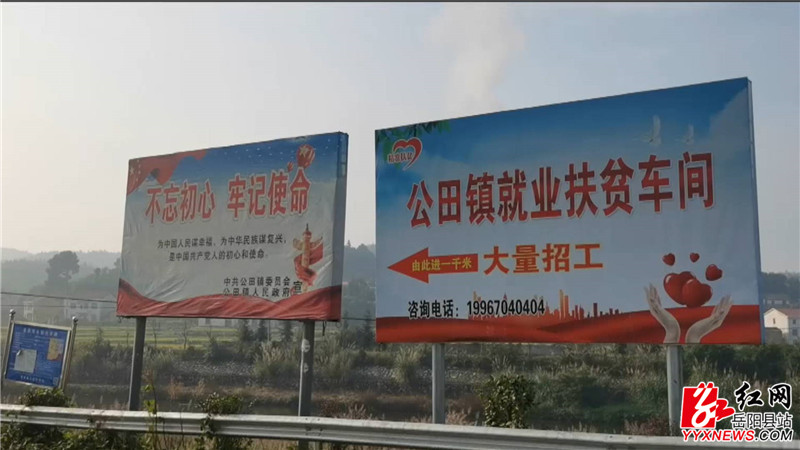 不忘初心 牢记使命
为中国人民谋幸福、为中华民族谋复兴，
是中国共产党人的初心和使命。
中共公田镇委员会
公田镇人民政府 宣
公田镇就业扶贫车间
由此进一千米
大量招工
咨询电话：19967040404
红网
岳阳县站
YYXNEWS.COM